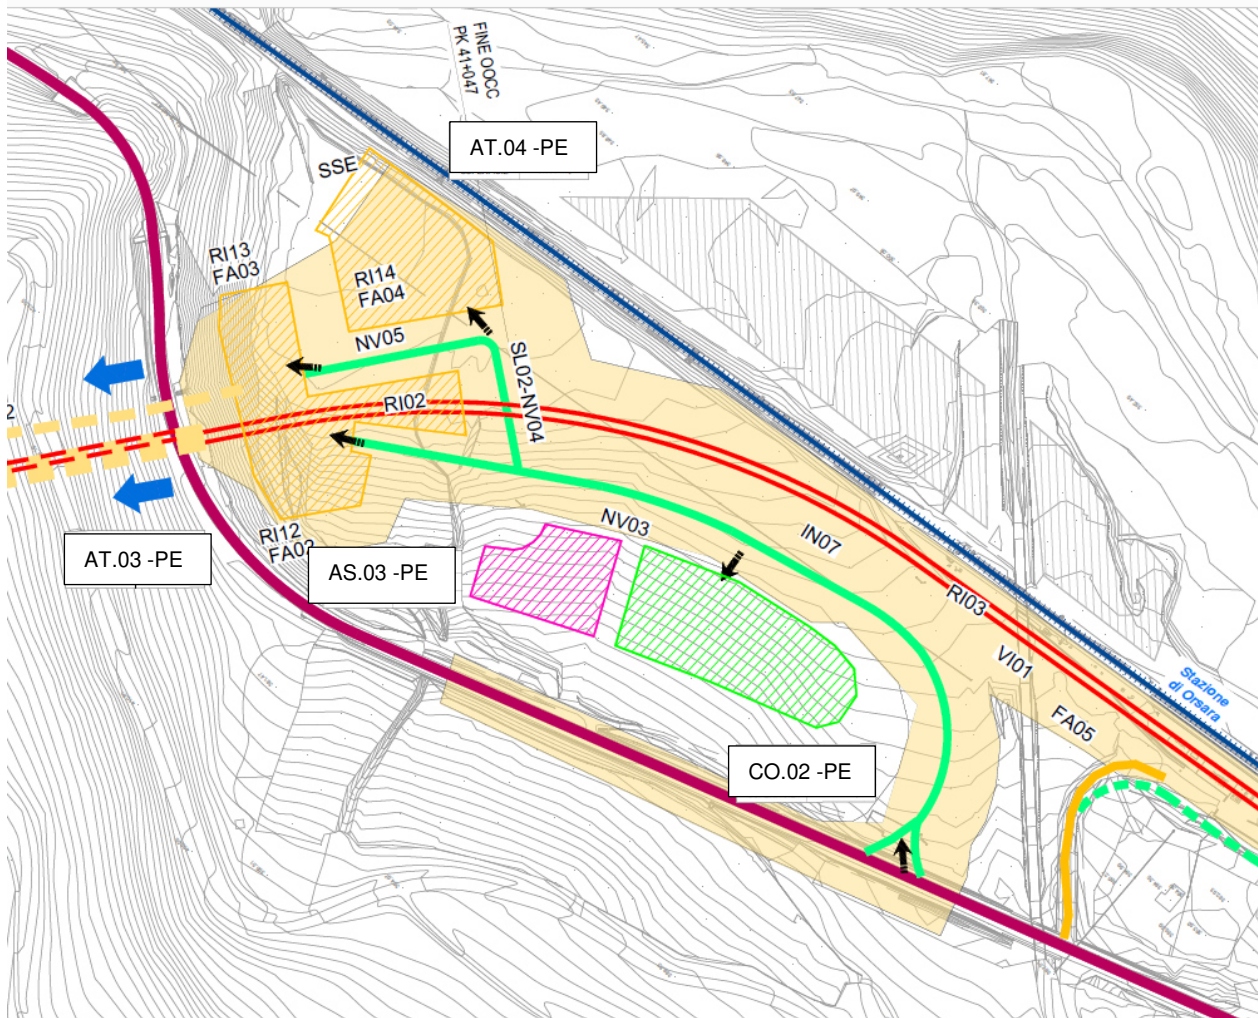 FINE OOCC
PK 41+047
AT.04 -PE
SSE
RI13
FA03
RI14
FA04
NV05
SL02-NV04
RI02
2
RI12
FA02
NV03
IN07
AT.03 -PE
AS.03 -PE
RI03
VI01
Stazione
di Orsara
FA05
CO.02 -PE